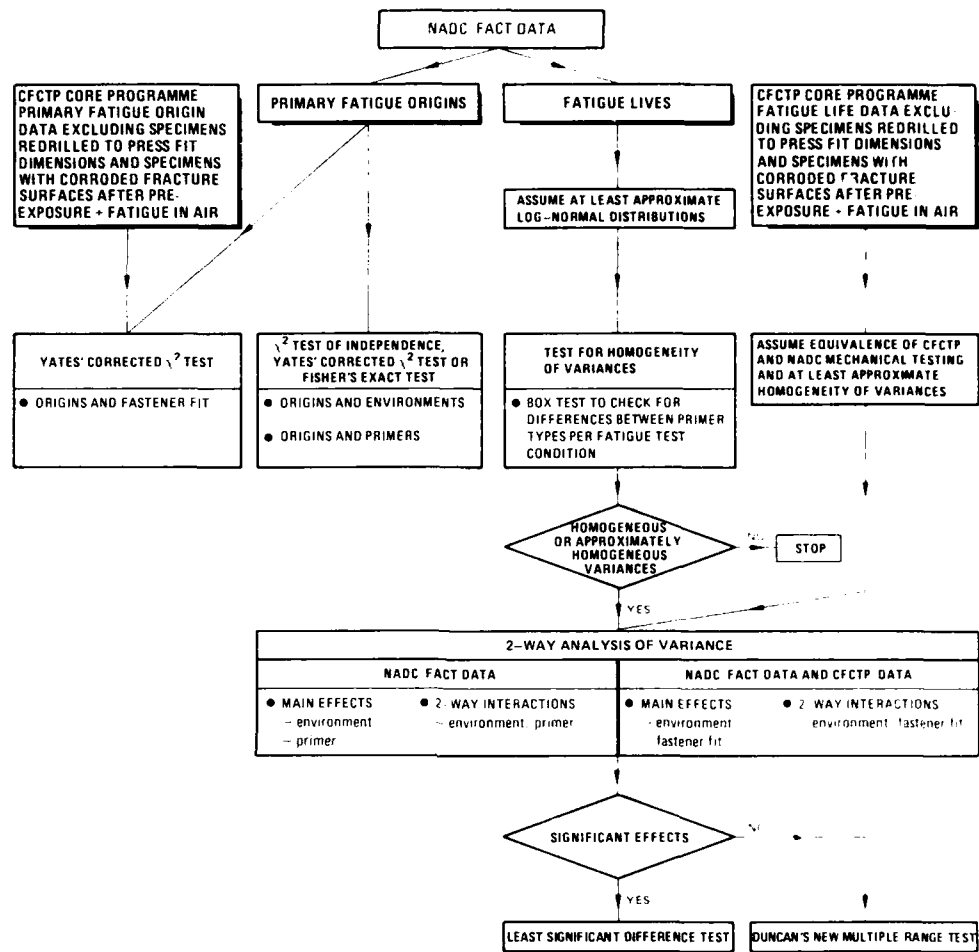 NADC FACT DATA
CFCTP CORE PROGRAMME
PRIMARY FATIGUE ORIGIN
DATA EXCLUDING SPECIMENS
REDRILLED TO PRESS FIT
DIMENSIONS AND SPECIMENS
WITH CORRODED FRACTURE
SURFACES AFTER PRE-
EXPOSURE + FATIGUE IN AIR
PRIMARY FATIGUE ORIGINS
FATIGUE LIVES
CFCTP CORE PROGRAMME
FATIGUE LIFE DATA EXCLU-
DING SPECIMENS REDRILLED
TO PRESS FIT DIMENSIONS
AND SPECIMENS WITH
CORRODED FRACTURE
SURFACES AFTER PRE-
EXPOSURE + FATIGUE IN AIR
ASSUME AT LEAST APPROXIMATE
LOG-NORMAL DISTRIBUTIONS
YATES' CORRECTED χ² TEST
● ORIGINS AND FASTENER FIT
χ² TEST OF INDEPENDENCE,
YATES' CORRECTED χ² TEST OR
FISHER'S EXACT TEST
● ORIGINS AND ENVIRONMENTS
● ORIGINS AND PRIMERS
TEST FOR HOMOGENEITY
OF VARIANCES
● BOX TEST TO CHECK FOR
DIFFERENCES BETWEEN PRIMER
TYPES PER FATIGUE TEST
CONDITION
ASSUME EQUIVALENCE OF CFCTP
AND NADC MECHANICAL TESTING
AND AT LEAST APPROXIMATE
HOMOGENEITY OF VARIANCES
HOMOGENEOUS
OR APPROXIMATELY
HOMOGENEOUS
VARIANCES
NO
STOP
YES
2-WAY ANALYSIS OF VARIANCE
NADC FACT DATA
● MAIN EFFECTS
– environment
– primer
● 2-WAY INTERACTIONS
– environment, primer
NADC FACT DATA AND CFCTP DATA
● MAIN EFFECTS
- environment
fastener fit
● 2 WAY INTERACTIONS
environment, fastener fit
SIGNIFICANT EFFECTS
NO
YES
LEAST SIGNIFICANT DIFFERENCE TEST
DUNCAN'S NEW MULTIPLE RANGE TEST